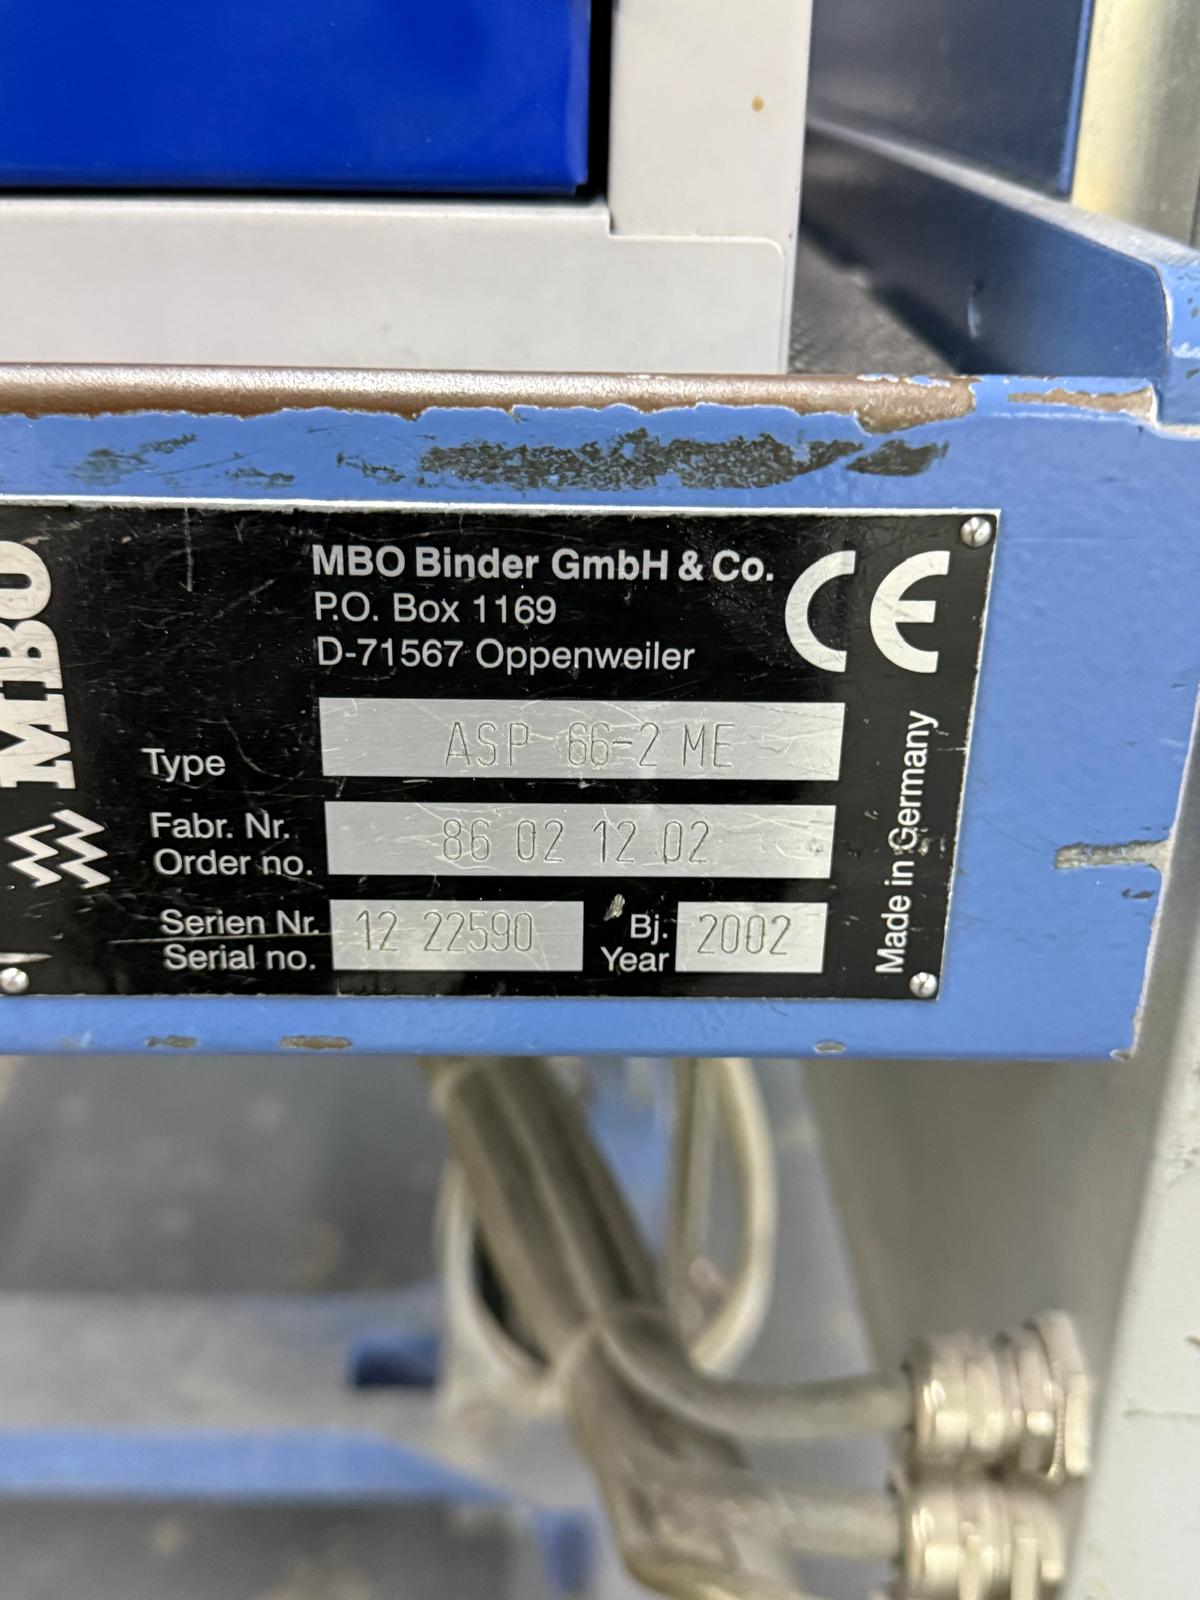 MBO
MBO Binder GmbH & Co.
P.O. Box 1169
D-71567 Oppenweiler
CE
Type ASP 66-2 ME
Fabr. Nr.
Order no. 86 02 12 02
Serien Nr.
Serial no. 12 22590
Bj.
Year 2002
Made in Germany